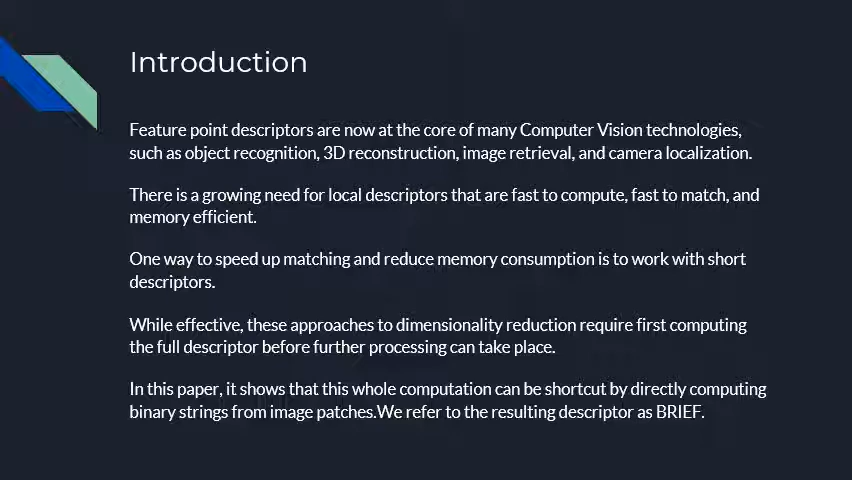 Introduction
Feature point descriptors are now at the core of many Computer Vision technologies,
such as object recognition, 3D reconstruction, image retrieval, and camera localization.
There is a growing need for local descriptors that are fast to compute, fast to match, and
memory efficient.
One way to speed up matching and reduce memory consumption is to work with short
descriptors.
While effective, these approaches to dimensionality reduction require first computing
the full descriptor before further processing can take place.
In this paper, it shows that this whole computation can be shortcut by directly computing
binary strings from image patches.We refer to the resulting descriptor as BRIEF.